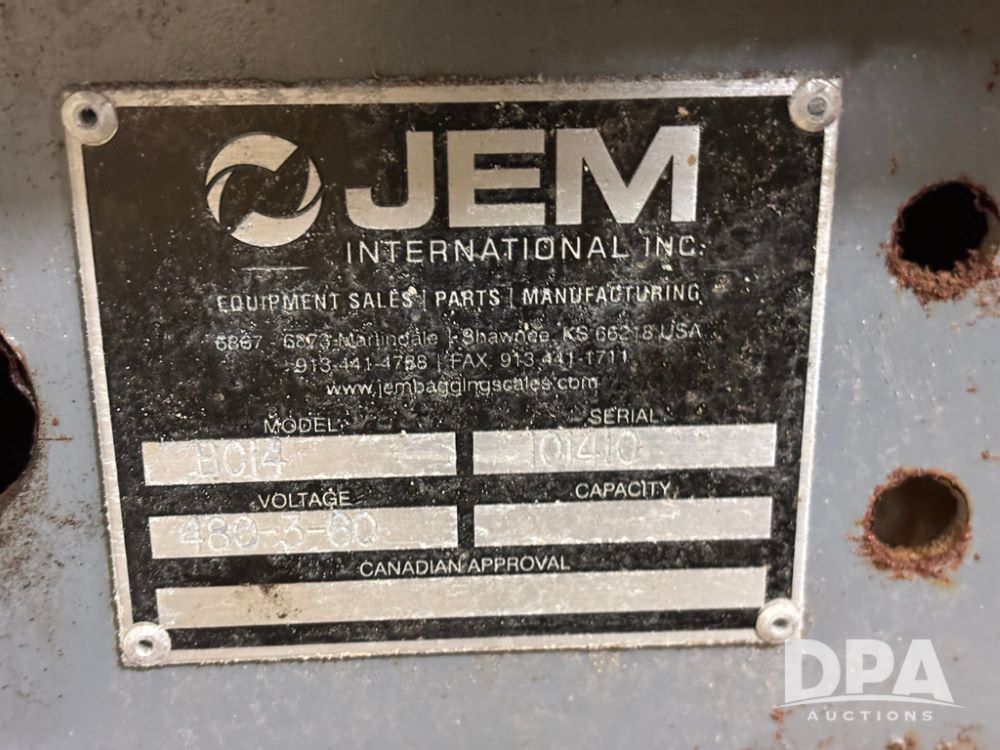 JEM
INTERNATIONAL INC.
EQUIPMENT SALES | PARTS | MANUFACTURING
6867 6873 Martindale | Shawnee, KS 66218 USA
913-441-4788 | FAX. 913-441-1711
www.jembaggingscales.com
MODEL SERIAL
BC14 101410
VOLTAGE CAPACITY
480-3-60
CANADIAN APPROVAL
DPA
AUCTIONS